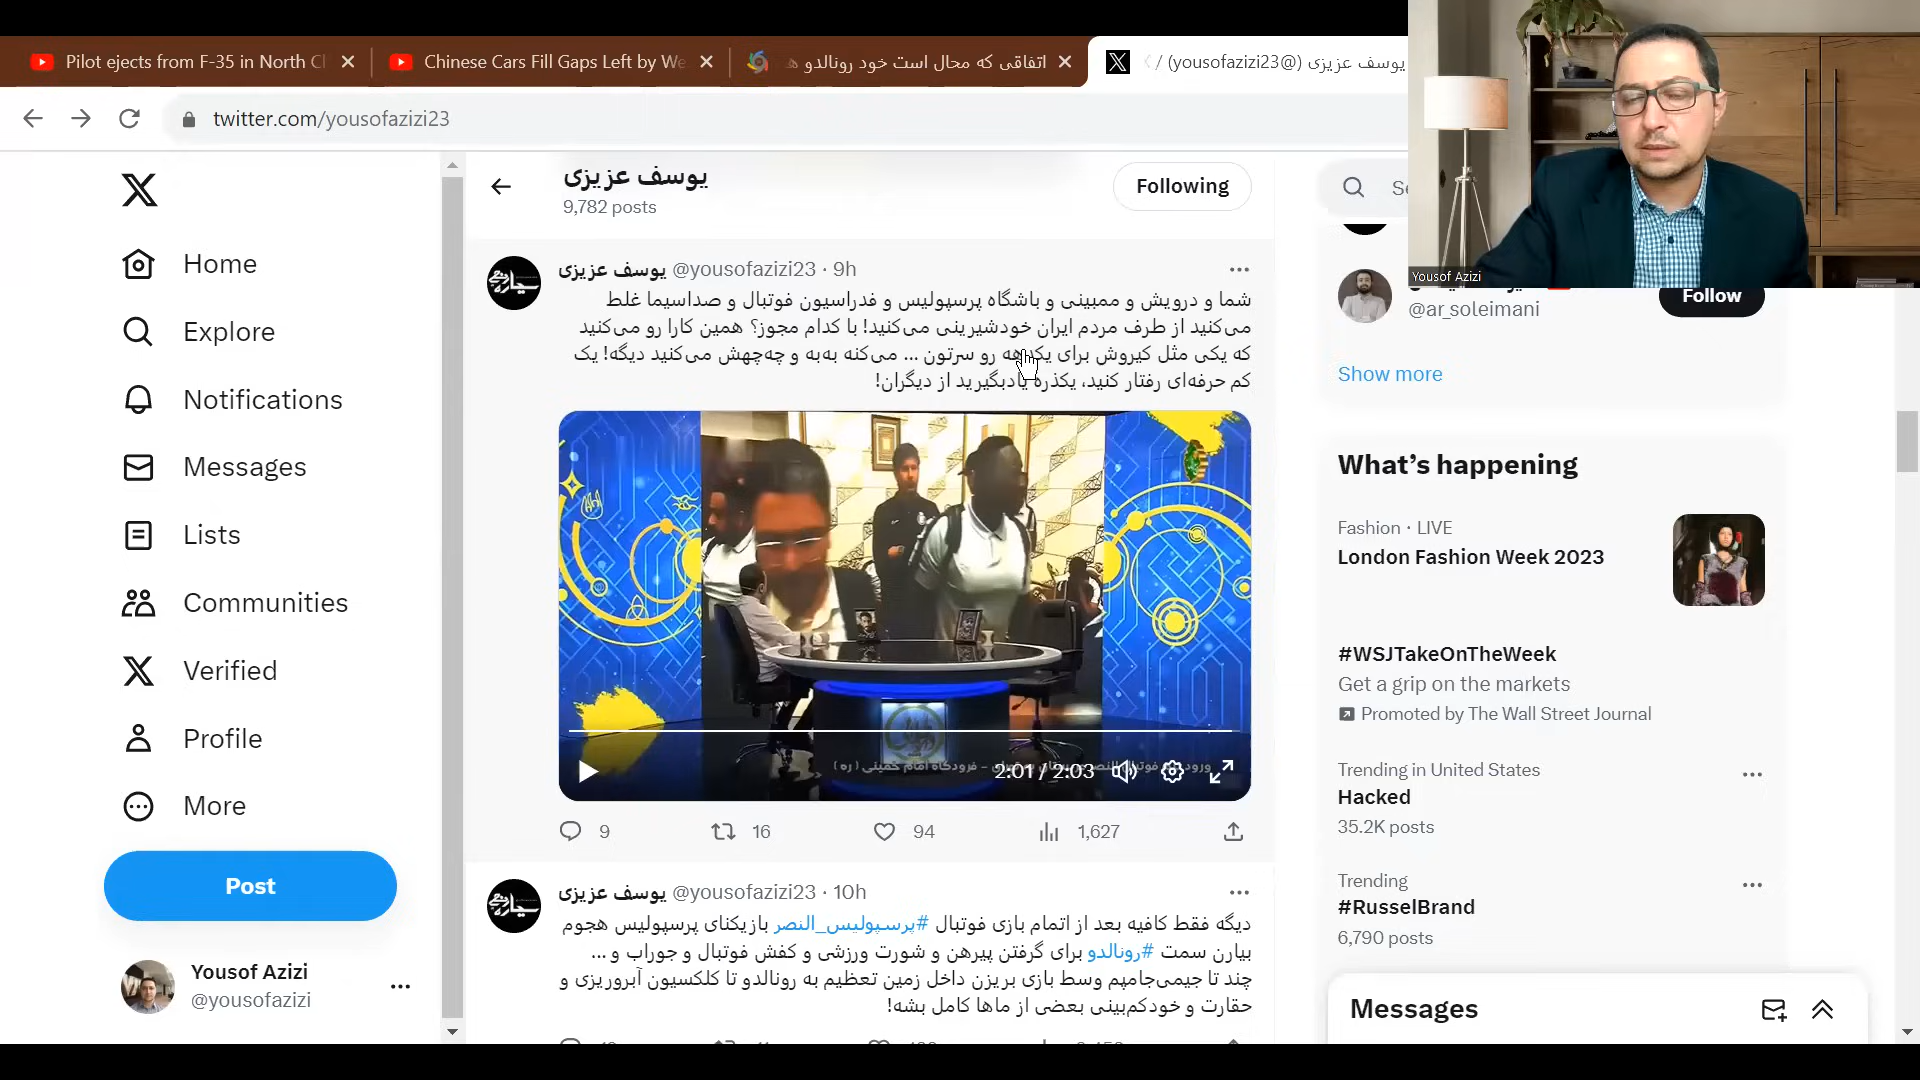 Pilot ejects from F-35 in North C
Chinese Cars Fill Gaps Left by We
اتفاقی که محال است خود رونالدو ه
یوسف عزیزی (@yousofazizi23) /
twitter.com/yousofazizi23
Home
Explore
Notifications
Messages
Lists
Communities
Verified
Profile
More
Post
Yousof Azizi
@yousofazizi
یوسف عزیزی
9,782 posts
Following
یوسف عزیزی @yousofazizi23 · 9h
شما و درویش و ممبینی و باشگاه پرسپولیس و فدراسیون فوتبال و صداسیما غلط
می‌کنید از طرف مردم ایران خودشیرینی می‌کنید! با کدام مجوز؟ همین کارا رو می‌کنید
که یکی مثل کیروش برای یکدهه رو سرتون ... می‌کنه به‌به و چه‌چهش می‌کنید دیگه! یک
کم حرفه‌ای رفتار کنید، یکذره یادبگیرید از دیگران!
فرودگاه امام خمینی (ره)
2:01 / 2:03
9
16
94
1,627
یوسف عزیزی @yousofazizi23 · 10h
دیگه فقط کافیه بعد از اتمام بازی فوتبال #پرسپولیس_النصر بازیکنای پرسپولیس هجوم
بیارن سمت #رونالدو برای گرفتن پیرهن و شورت ورزشی و کفش فوتبال و جوراب و ...
چند تا جیمی‌جامپم وسط بازی بریزن داخل زمین تعظیم به رونالدو تا کلکسیون آبروریزی و
حقارت و خودکم‌بینی بعضی از ماها کامل بشه!
Yousof Azizi
@ar_soleimani
Follow
Show more
What's happening
Fashion · LIVE
London Fashion Week 2023
#WSJTakeOnTheWeek
Get a grip on the markets
Promoted by The Wall Street Journal
Trending in United States
Hacked
35.2K posts
Trending
#RusselBrand
6,790 posts
Messages